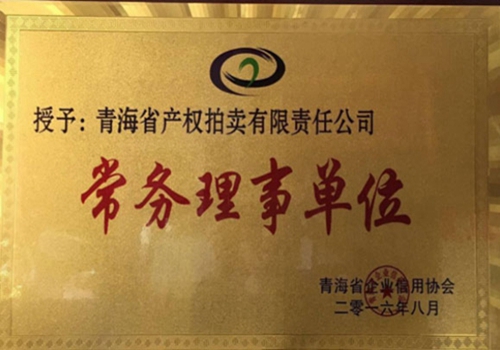 授予：青海省产权拍卖有限责任公司
常务理事单位
青海省企业信用协会
二零一六年八月